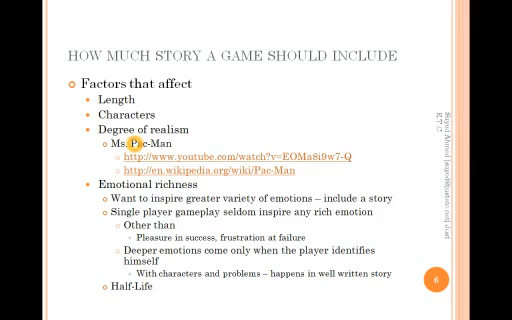 HOW MUCH STORY A GAME SHOULD INCLUDE
Factors that affect
Length
Characters
Degree of realism
Ms. Pac-Man
http://www.youtube.com/watch?v=EOMa8i9w7-Q
http://en.wikipedia.org/wiki/Pac-Man
Emotional richness
Want to inspire greater variety of emotions – include a story
Single player gameplay seldom inspire any rich emotion
Other than
Pleasure in success, frustration at failure
Deeper emotions come only when the player identifies
himself
With characters and problems – happens in well written story
Half-Life
Sayed Ahmed
Just
E.T.C
6